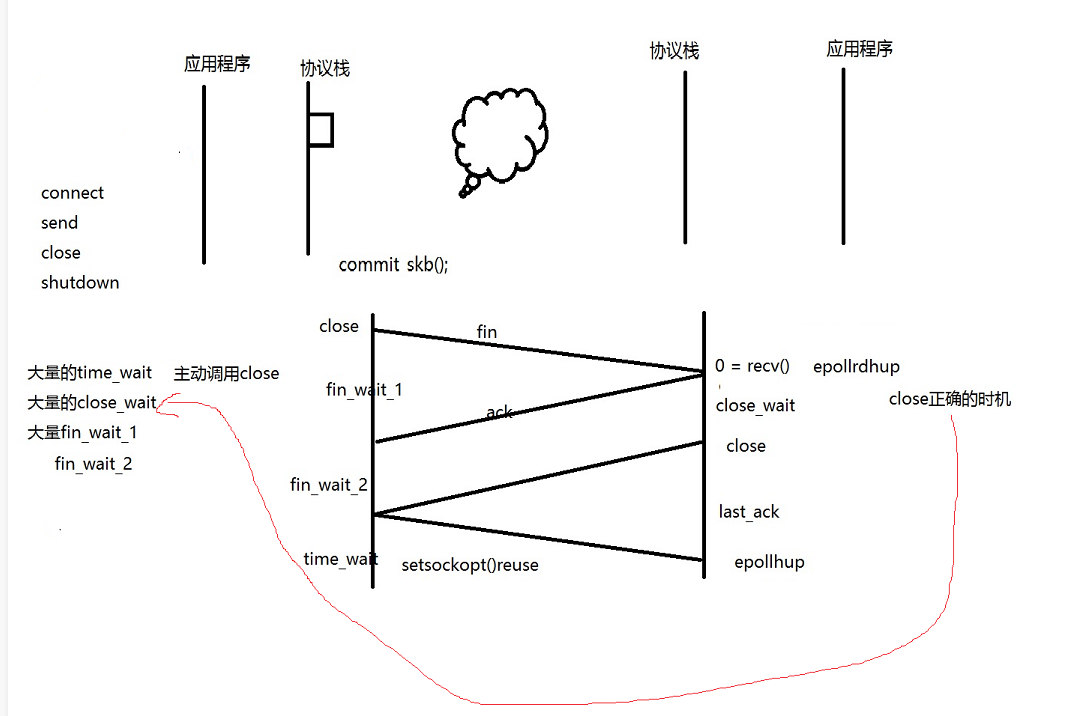 应用程序
协议栈
协议栈
应用程序
connect
send
close
shutdown
commit skb();
close
fin
大量的time_wait 主动调用close
大量的close_wait
大量fin_wait_1
fin_wait_2
fin_wait_1
ack
0 = recv() epollrdhup
close_wait
close正确的时机
close
fin_wait_2
last_ack
time_wait
setsockopt()reuse
epollhup